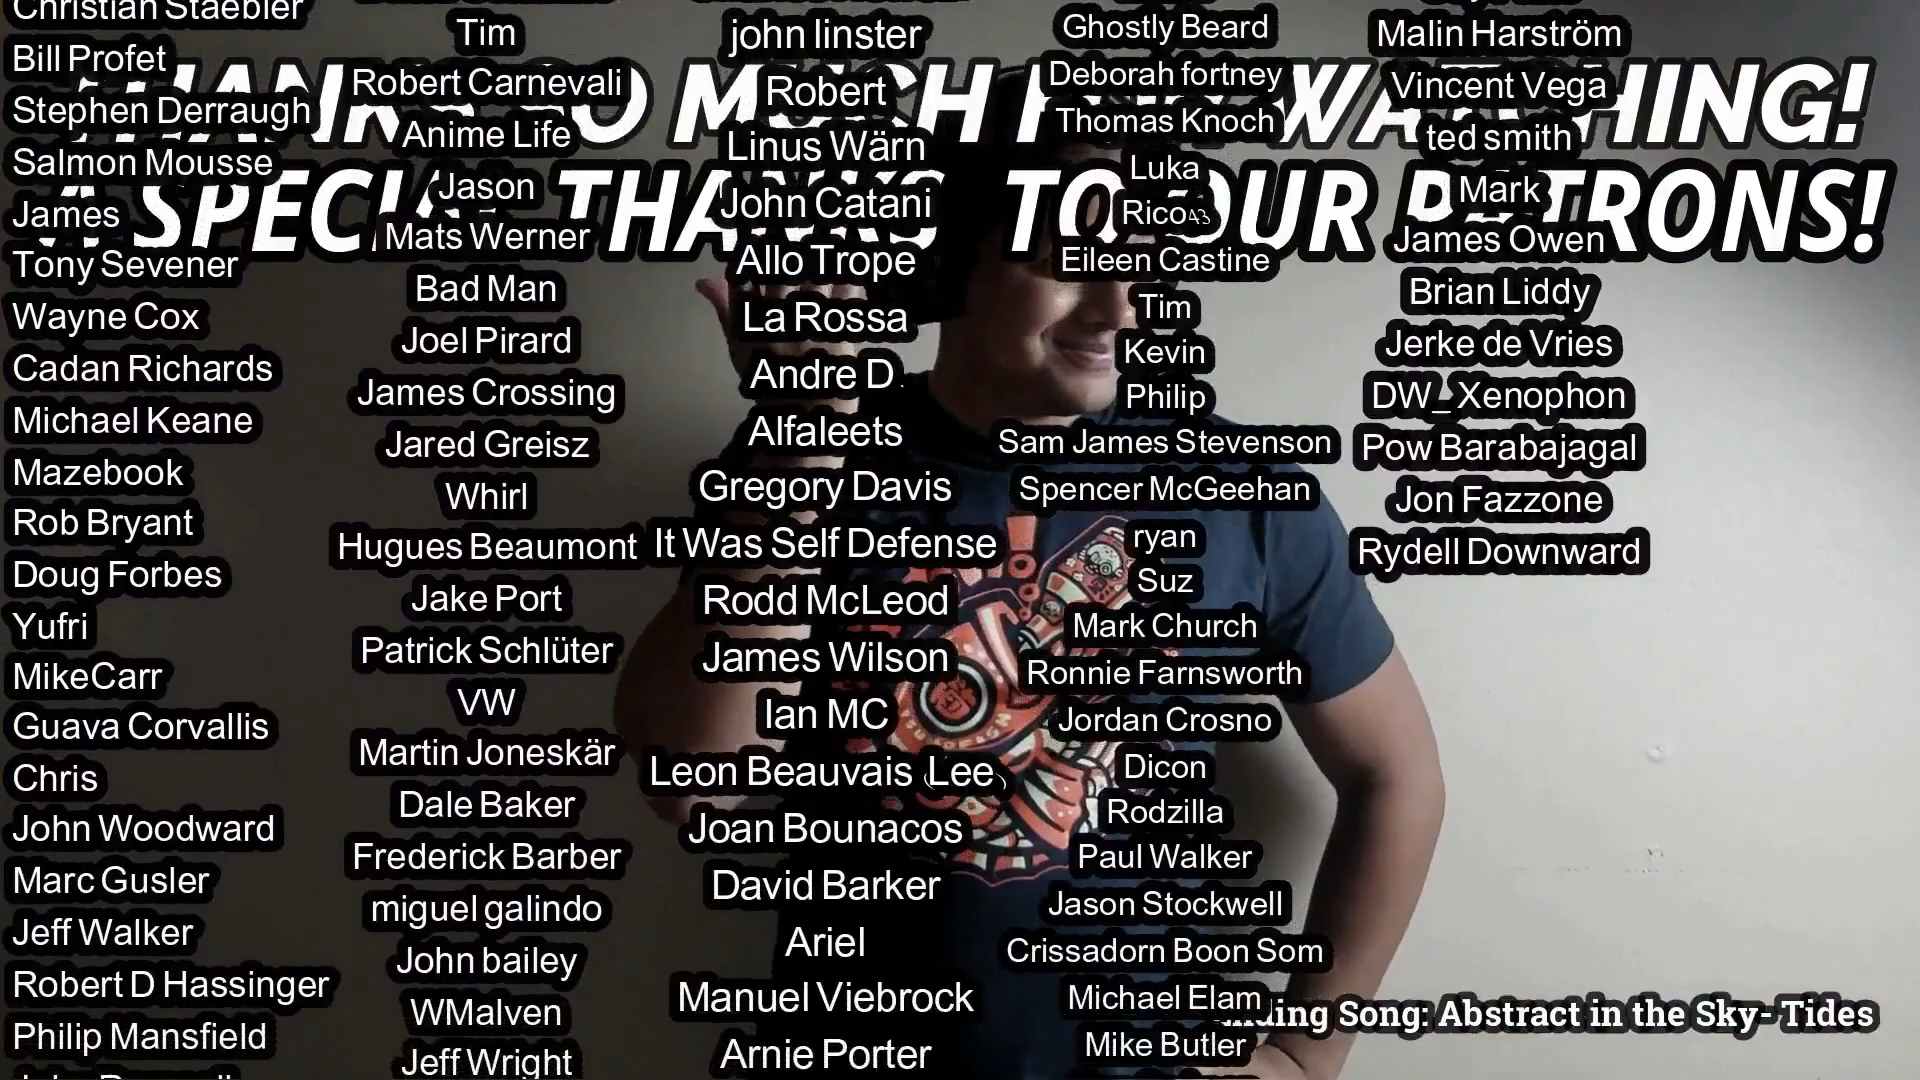 THANKS SO MUCH FOR WATCHING!
A SPECIAL THANKS TO OUR PATRONS!
Christian Staebler
Bill Profet
Stephen Derraugh
Salmon Mousse
James
Tony Sevener
Wayne Cox
Cadan Richards
Michael Keane
Mazebook
Rob Bryant
Doug Forbes
Yufri
MikeCarr
Guava Corvallis
Chris
John Woodward
Marc Gusler
Jeff Walker
Robert D Hassinger
Philip Mansfield
Tim
Robert Carnevali
Anime Life
Jason
Mats Werner
Bad Man
Joel Pirard
James Crossing
Jared Greisz
Whirl
Hugues Beaumont
Jake Port
Patrick Schlüter
VW
Martin Joneskär
Dale Baker
Frederick Barber
miguel galindo
John bailey
WMalven
Jeff Wright
john linster
Robert
Linus Wärn
John Catani
Allo Trope
La Rossa
Andre D.
Alfaleets
Gregory Davis
It Was Self Defense
Rodd McLeod
James Wilson
Ian MC
Leon Beauvais (Lee)
Joan Bounacos
David Barker
Ariel
Manuel Viebrock
Arnie Porter
Ghostly Beard
Deborah fortney
Thomas Knoch
Luka
Rico43
Eileen Castine
Tim
Kevin
Philip
Sam James Stevenson
Spencer McGeehan
ryan
Suz
Mark Church
Ronnie Farnsworth
Jordan Crosno
Dicon
Rodzilla
Paul Walker
Jason Stockwell
Crissadorn Boon Som
Michael Elam
Mike Butler
Malin Harström
Vincent Vega
ted smith
Mark
James Owen
Brian Liddy
Jerke de Vries
DW_ Xenophon
Pow Barabajagal
Jon Fazzone
Rydell Downward
Song: Abstract in the Sky- Tides